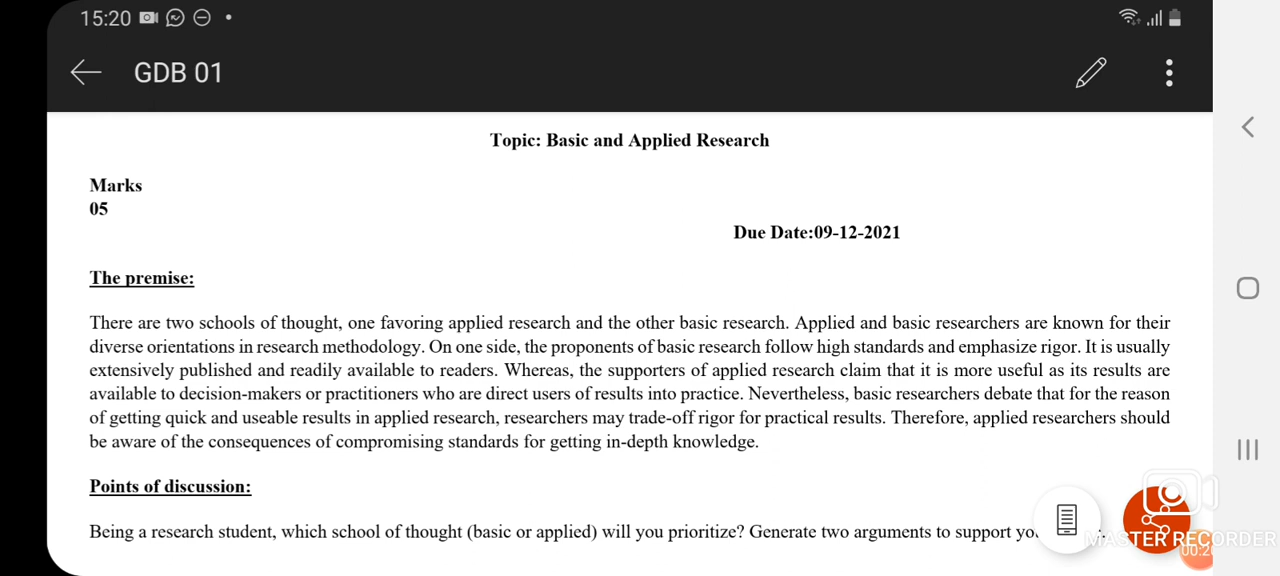 15:20
GDB 01
Topic: Basic and Applied Research
Marks
05
Due Date:09-12-2021
The premise:
There are two schools of thought, one favoring applied research and the other basic research. Applied and basic researchers are known for their
diverse orientations in research methodology. On one side, the proponents of basic research follow high standards and emphasize rigor. It is usually
extensively published and readily available to readers. Whereas, the supporters of applied research claim that it is more useful as its results are
available to decision-makers or practitioners who are direct users of results into practice. Nevertheless, basic researchers debate that for the reason
of getting quick and useable results in applied research, researchers may trade-off rigor for practical results. Therefore, applied researchers should
be aware of the consequences of compromising standards for getting in-depth knowledge.
Points of discussion:
Being a research student, which school of thought (basic or applied) will you prioritize? Generate two arguments to support
MASTER RECORDER